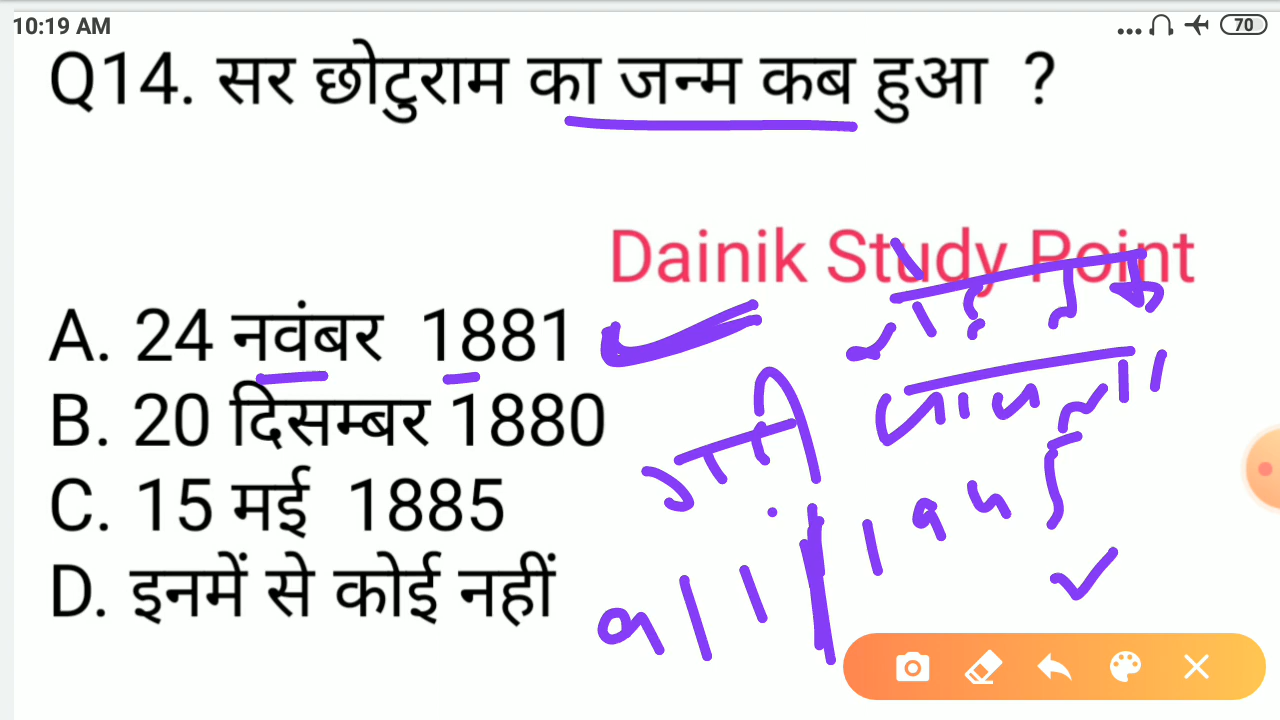 10:19 AM
70
Q14. सर छोटुराम का जन्म कब हुआ ?
Dainik Study Point
A. 24 नवंबर 1881
B. 20 दिसम्बर 1880
C. 15 मई 1885
D. इनमें से कोई नहीं